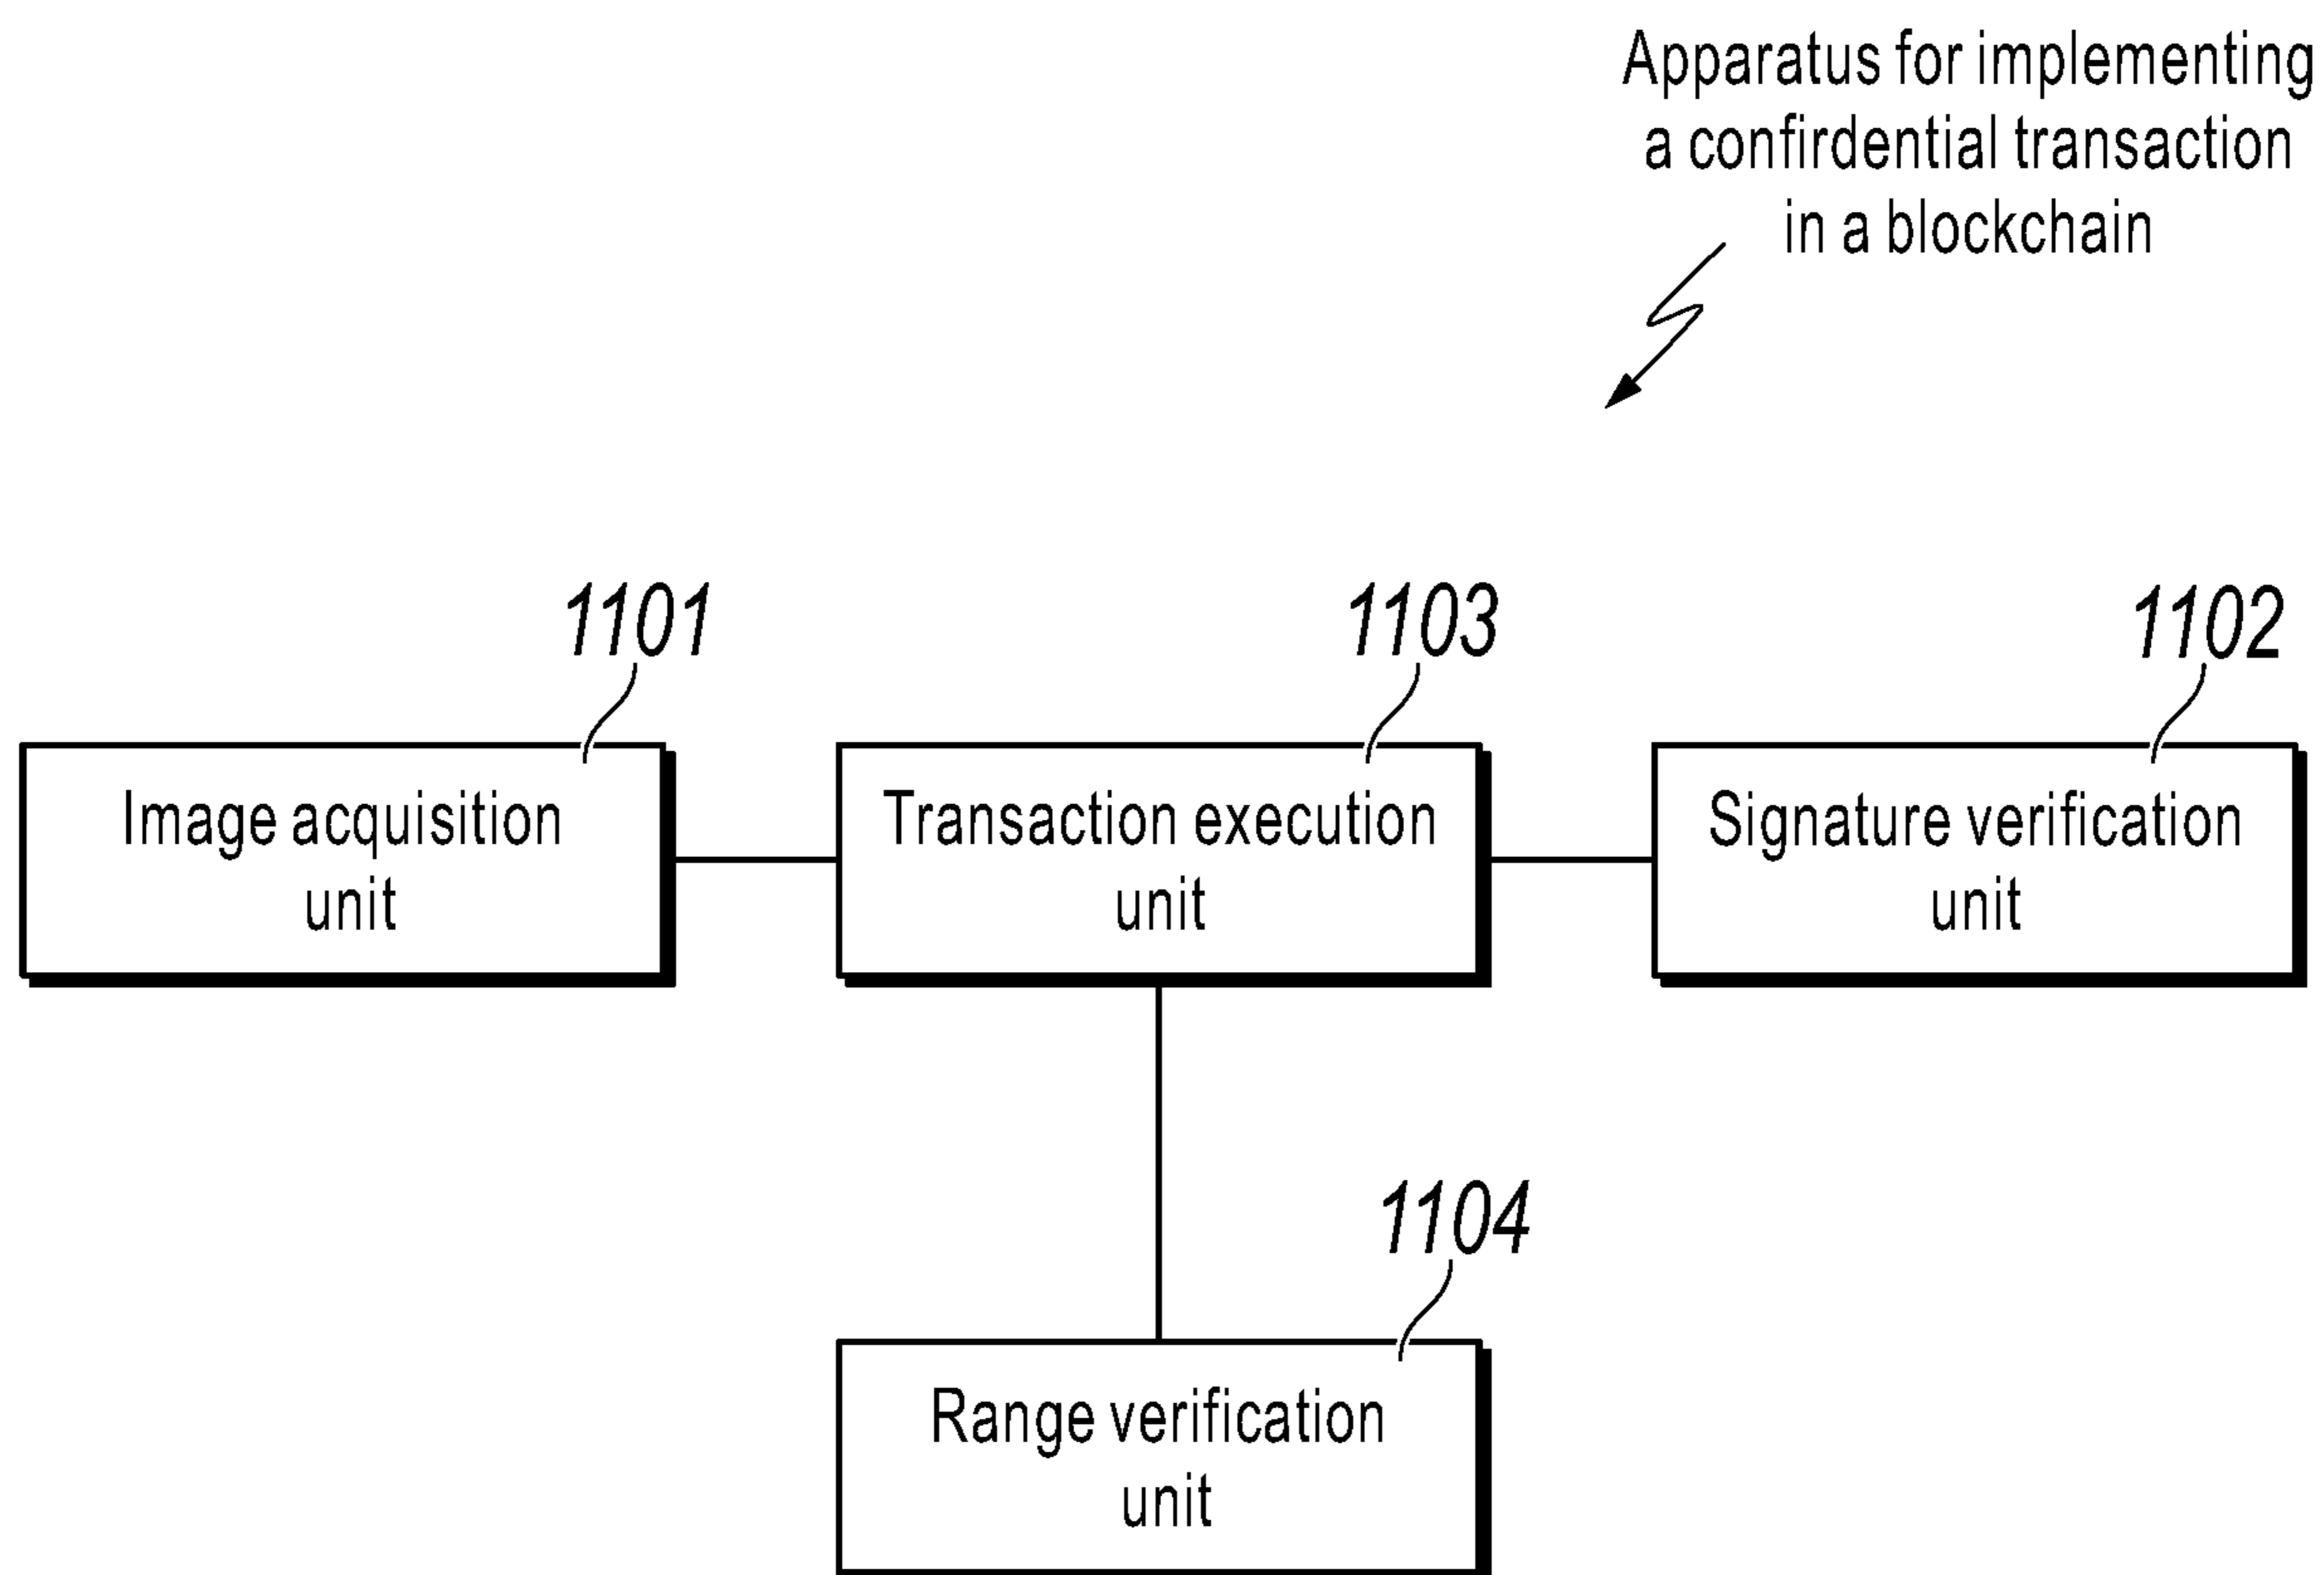 Apparatus for implementing
a confirdential transaction
in a blockchain
1101
1103
1102
Image acquisition
unit
Transaction execution
unit
Signature verification
unit
1104
Range verification
unit